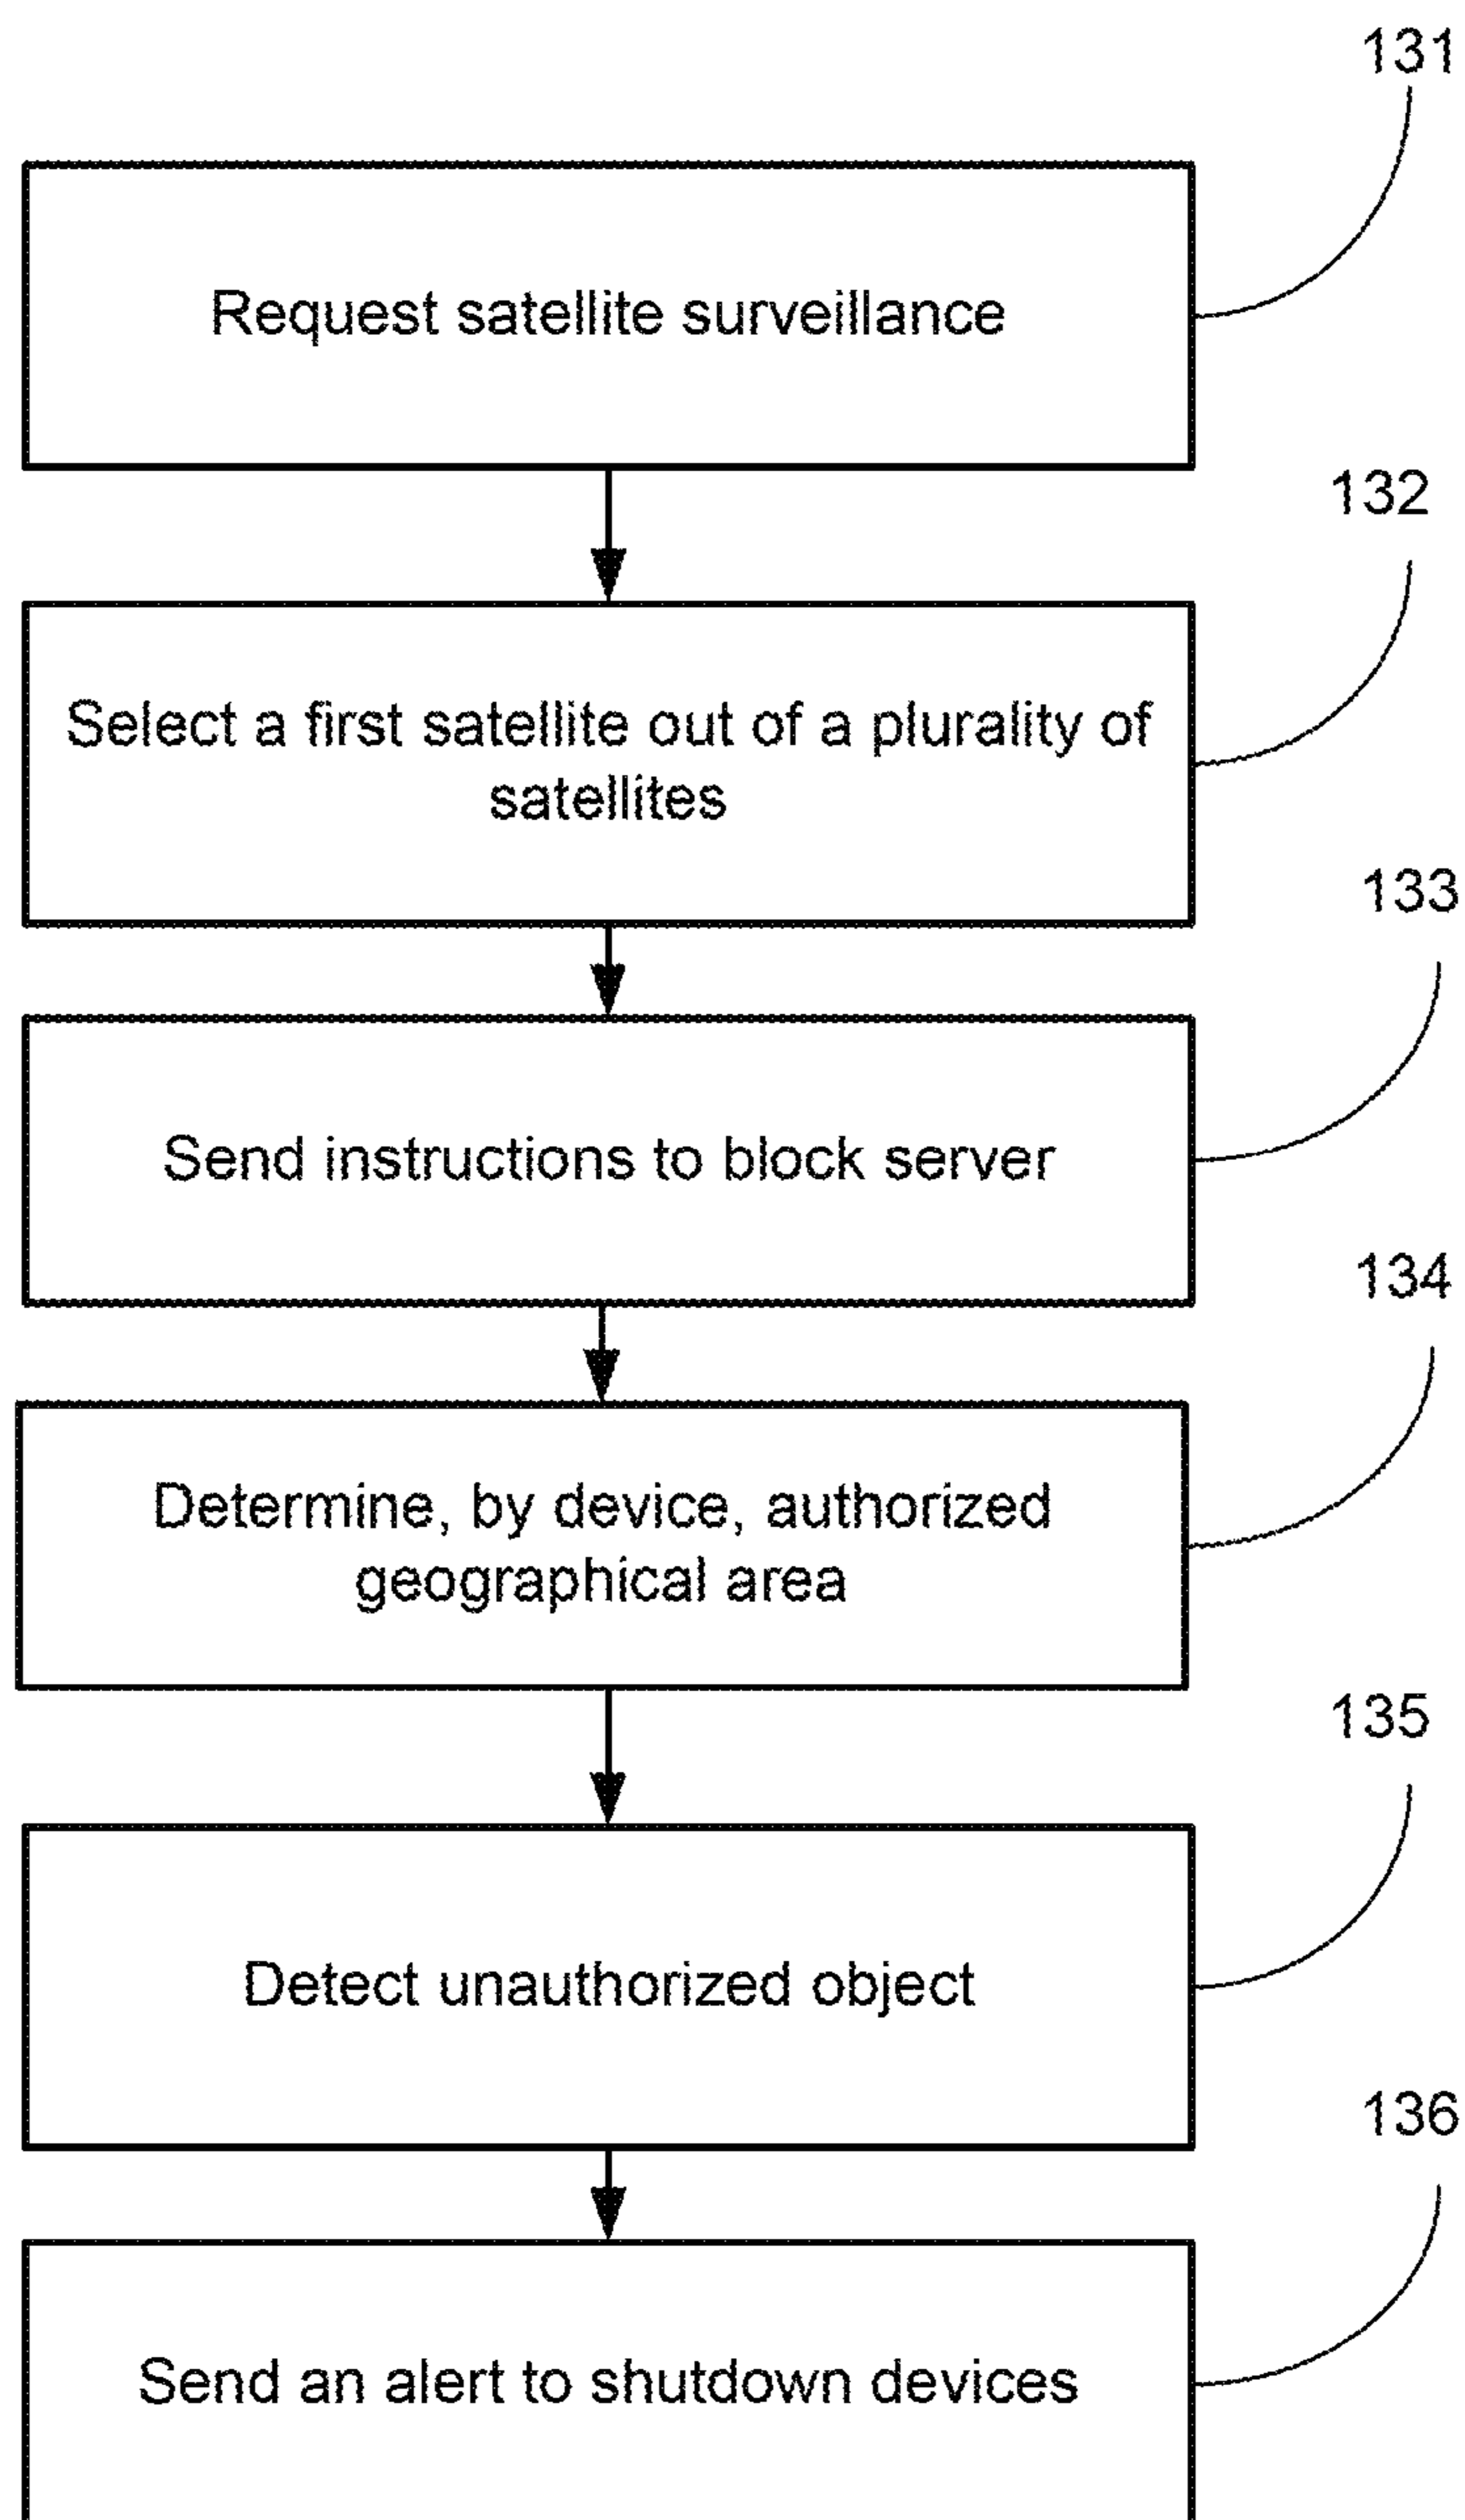 131
Request satellite surveillance
132
Select a first satellite out of a plurality of
satellites
133
Send instructions to block server
134
Determine, by device, authorized
geographical area
135
Detect unauthorized object
136
Send an alert to shutdown devices